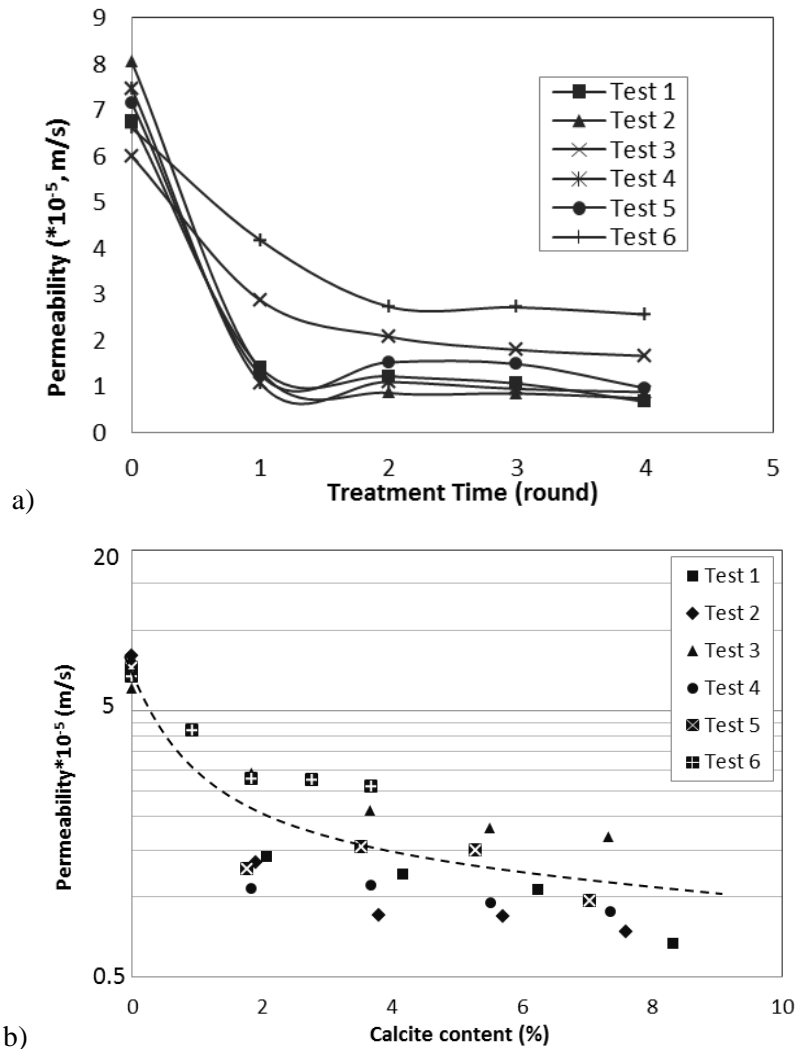 9
8
7
6
5
4
3
2
1
0
Permeability (*10⁻⁵, m/s)
Test 1
Test 2
Test 3
Test 4
Test 5
Test 6
0 1 2 3 4 5
Treatment Time (round)
a)
20
5
0.5
Permeability*10⁻⁵ (m/s)
Test 1
Test 2
Test 3
Test 4
Test 5
Test 6
0 2 4 6 8 10
Calcite content (%)
b)